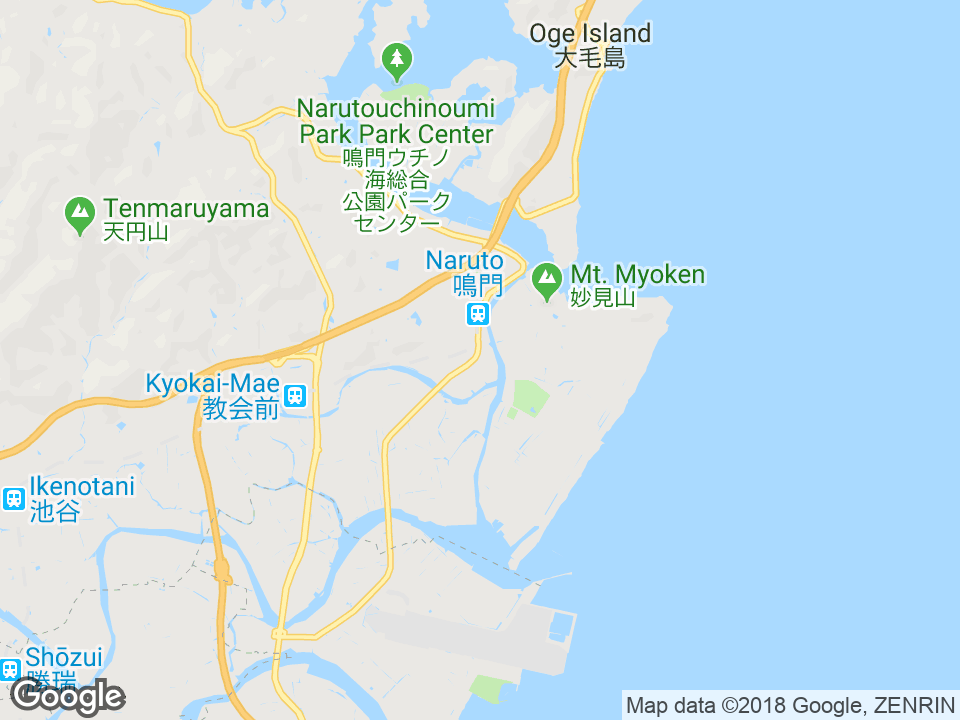 Oge Island
大毛島
Narutouchinoumi
Park Park Center
鳴門ウチノ
海総合
公園パーク
センター
Tenmaruyama
天円山
Naruto
鳴門
Mt. Myoken
妙見山
Kyokai-Mae
教会前
Ikenotani
池谷
Shōzui
勝瑞
Google
Map data ©2018 Google, ZENRIN